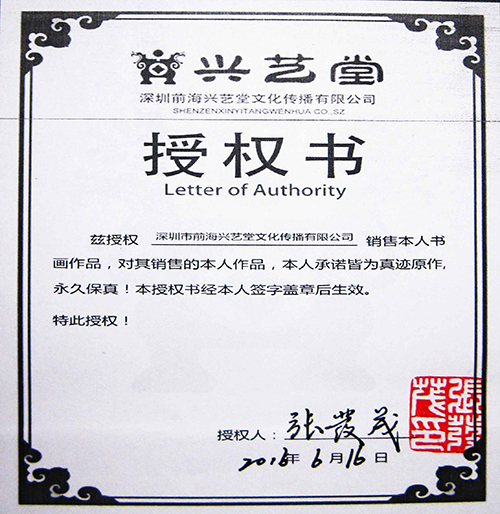 兴艺堂
深圳前海兴艺堂文化传播有限公司
SHENZENXINYITANGWENHUA CO.,SZ
授权书
Letter of Authority
兹授权 深圳市前海兴艺堂文化传播有限公司 销售本人书
画作品，对其销售的本人作品，本人承诺皆为真迹原作，
永久保真！本授权书经本人签字盖章后生效。
特此授权！
授权人：张发茂
2016年6月16日